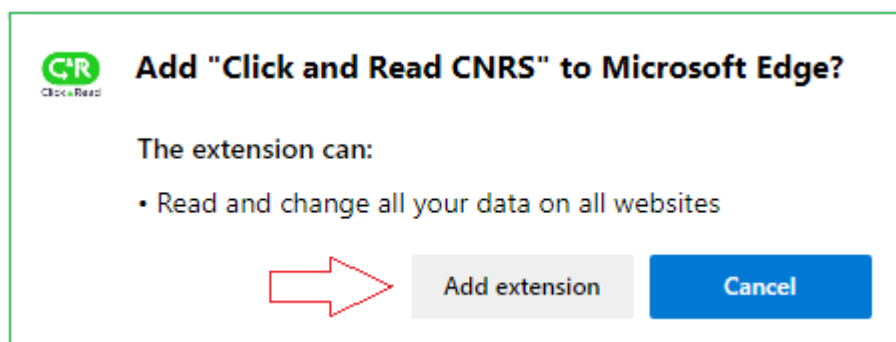 C R
Click & Read
Add "Click and Read CNRS" to Microsoft Edge?
The extension can:
• Read and change all your data on all websites
Add extension
Cancel